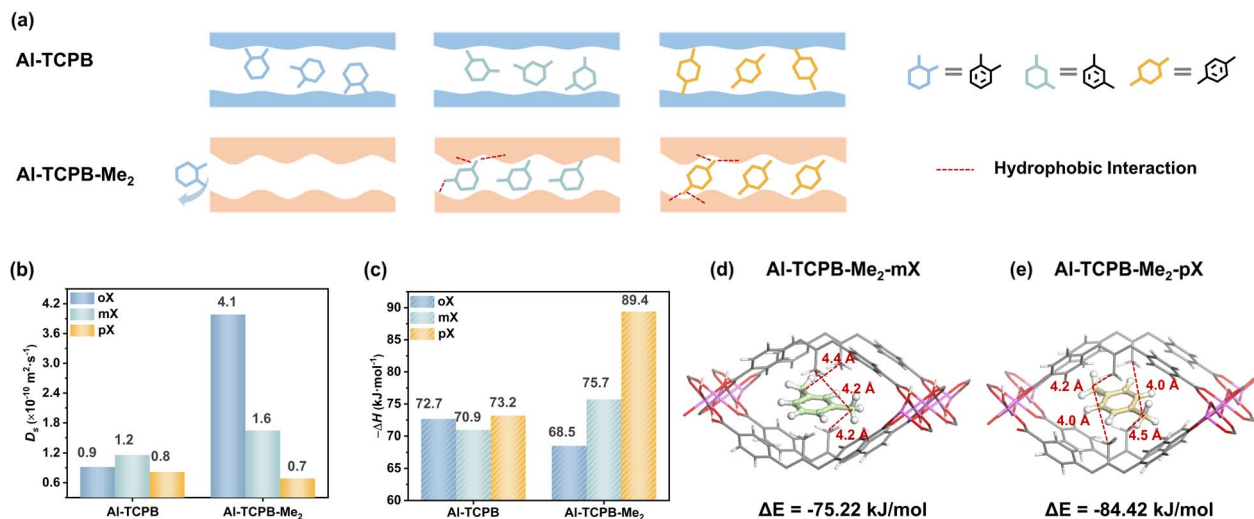 (a)
Al-TCPB
Al-TCPB-Me₂
Hydrophobic Interaction
(b)
Dₛ (×10⁻¹⁰ m²·s⁻¹)
4.2
3.6
3.0
2.4
1.8
1.2
0.6
oX
mX
pX
0.9
1.2
0.8
4.1
1.6
0.7
Al-TCPB
Al-TCPB-Me₂
(c)
−ΔH (kJ·mol⁻¹)
90
85
80
75
70
65
60
oX
mX
pX
72.7
70.9
73.2
68.5
75.7
89.4
Al-TCPB
Al-TCPB-Me₂
(d)
Al-TCPB-Me₂-mX
4.4 Å
4.2 Å
4.2 Å
ΔE = -75.22 kJ/mol
(e)
Al-TCPB-Me₂-pX
4.2 Å
4.0 Å
4.0 Å
4.5 Å
ΔE = -84.42 kJ/mol